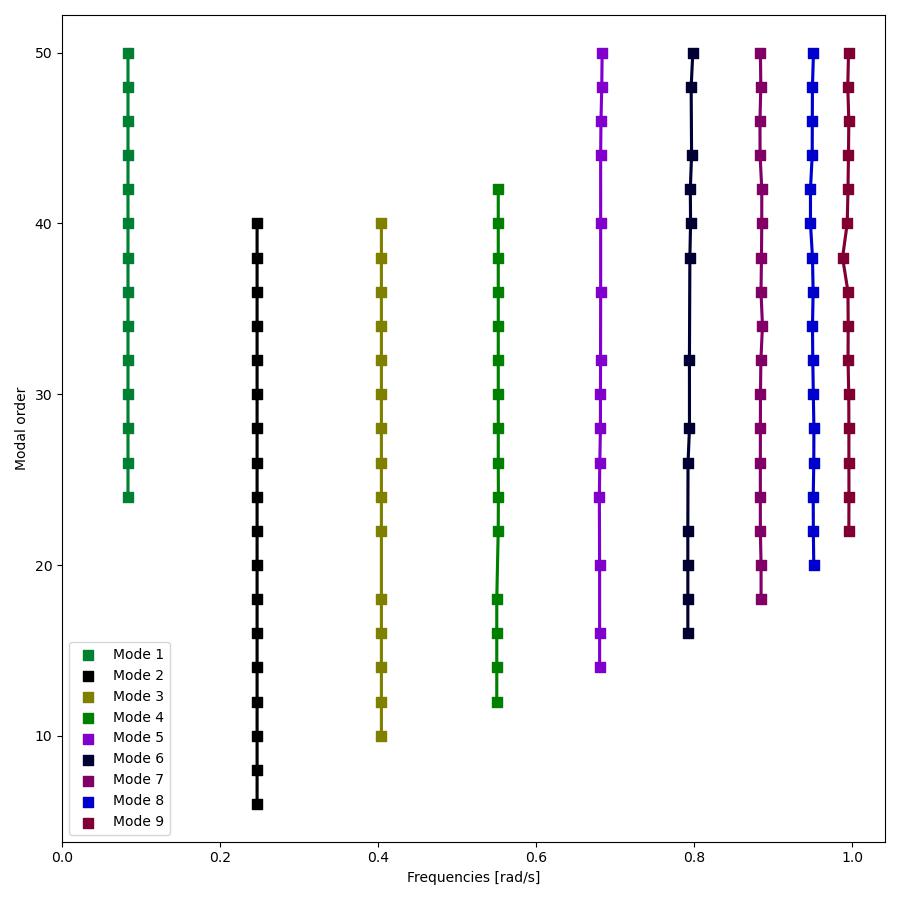 50
40
30
20
10
Modal order
Mode 1
Mode 2
Mode 3
Mode 4
Mode 5
Mode 6
Mode 7
Mode 8
Mode 9
0.0 0.2 0.4 0.6 0.8 1.0
Frequencies [rad/s]